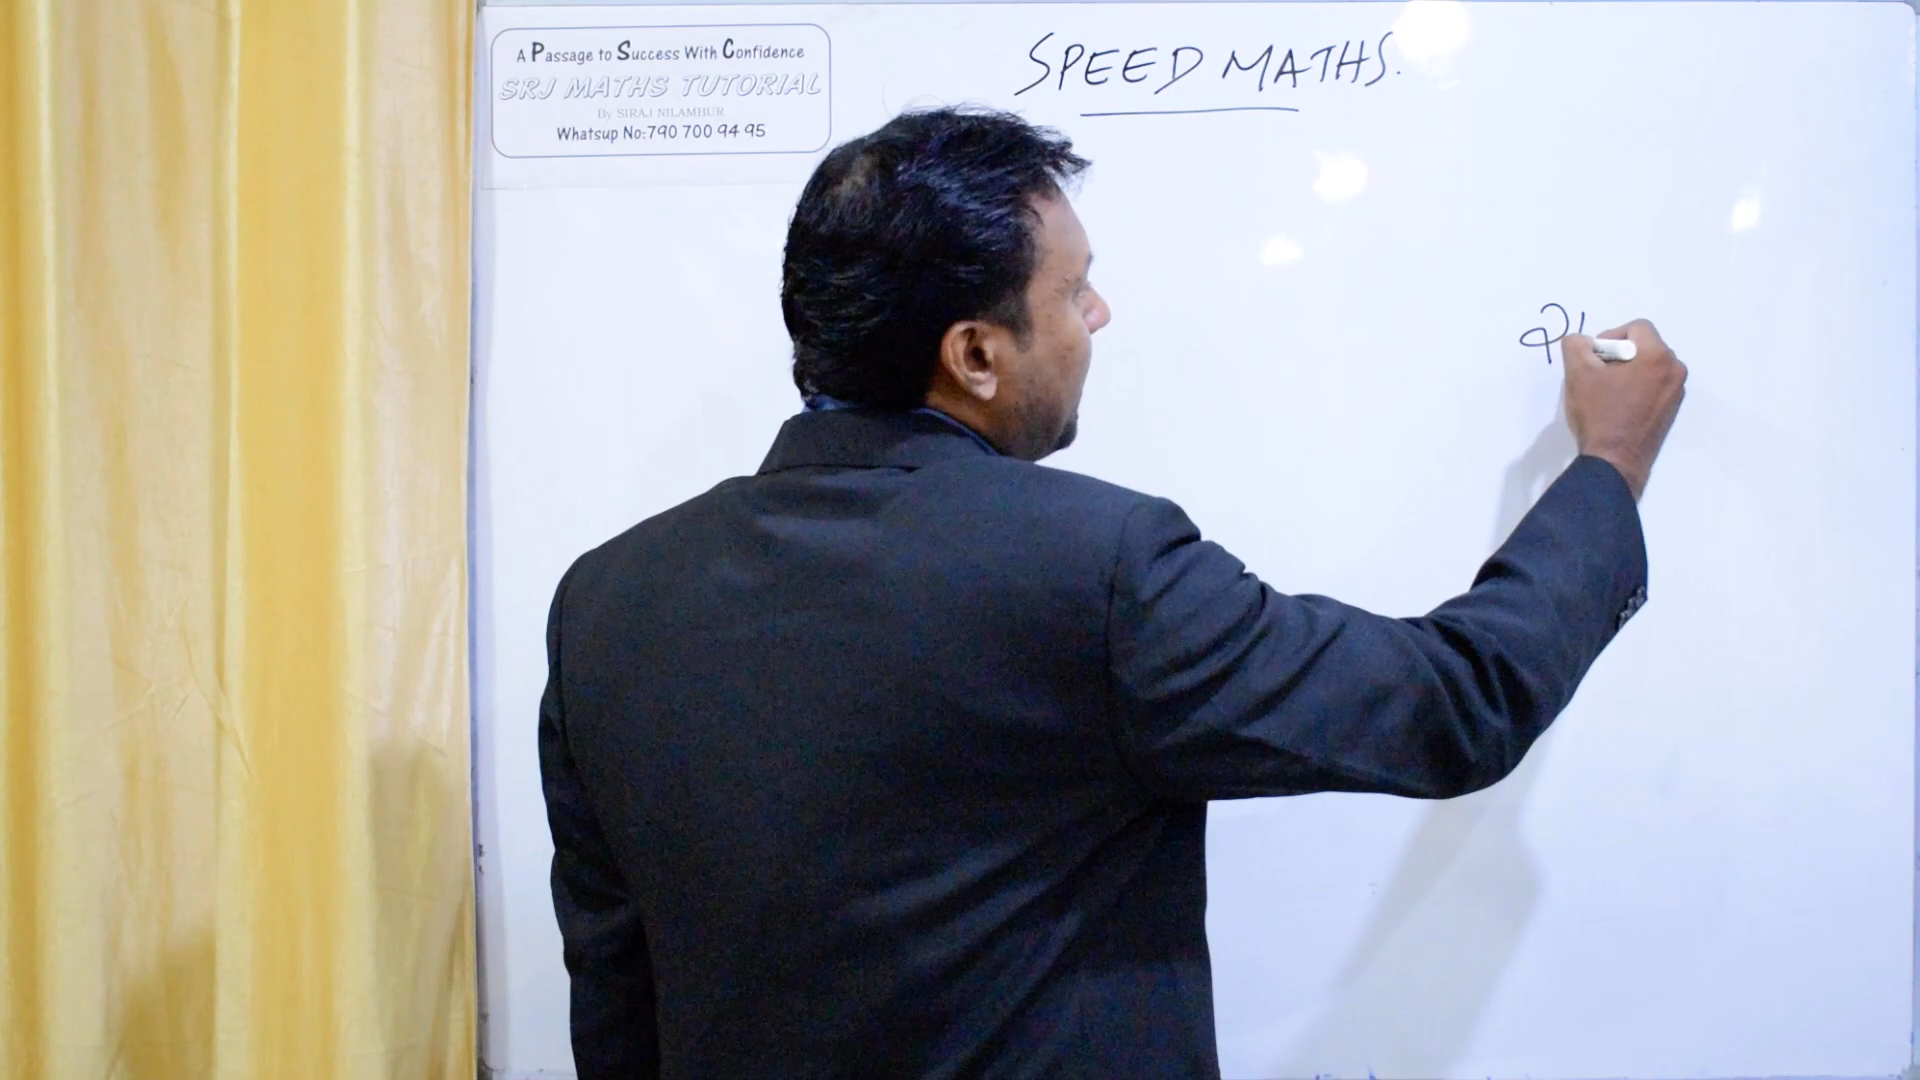 A Passage to Success With Confidence
SRJ MATHS TUTORIAL
By SIRAJ NILAMBUR
Whatsup No:790 700 94 95
SPEED MATHS.